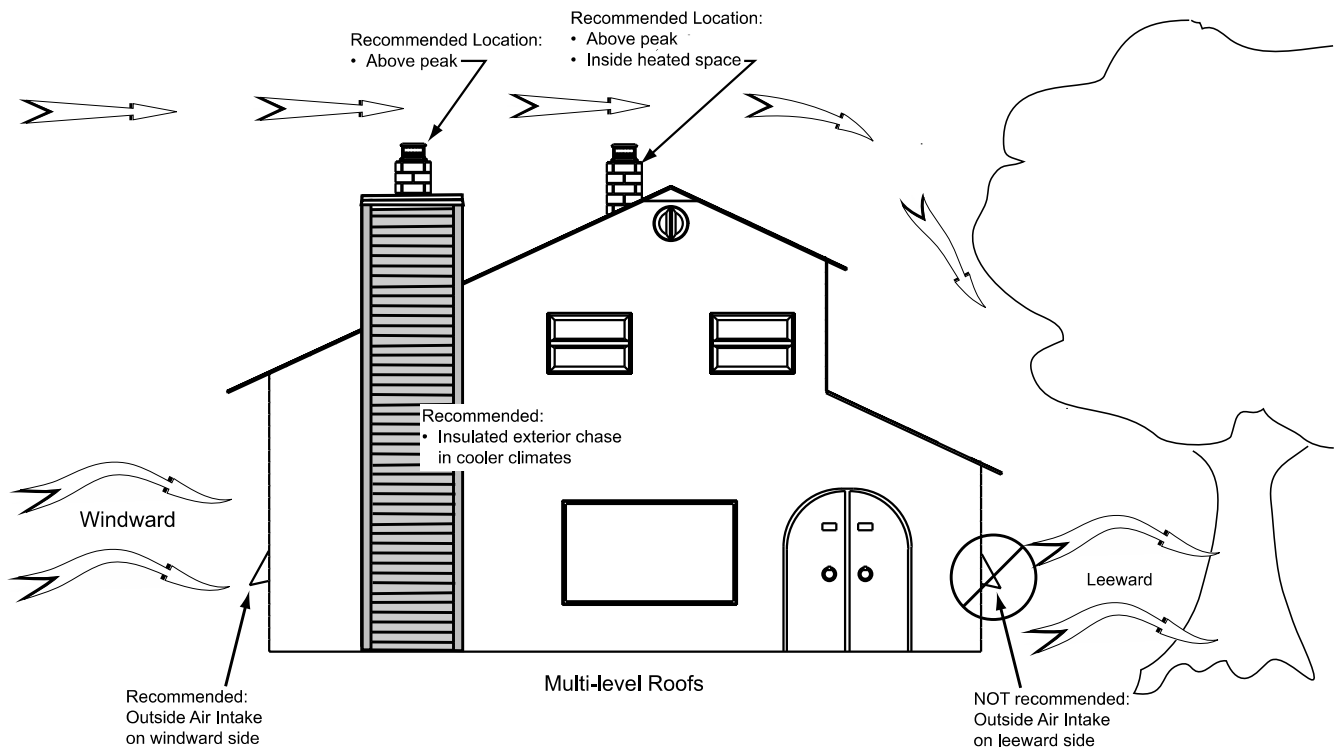 Recommended Location:
• Above peak
Recommended Location:
• Above peak
• Inside heated space
Recommended:
• Insulated exterior chase
in cooler climates
Windward
Leeward
Multi-level Roofs
Recommended:
Outside Air Intake
on windward side
NOT recommended:
Outside Air Intake
on leeward side